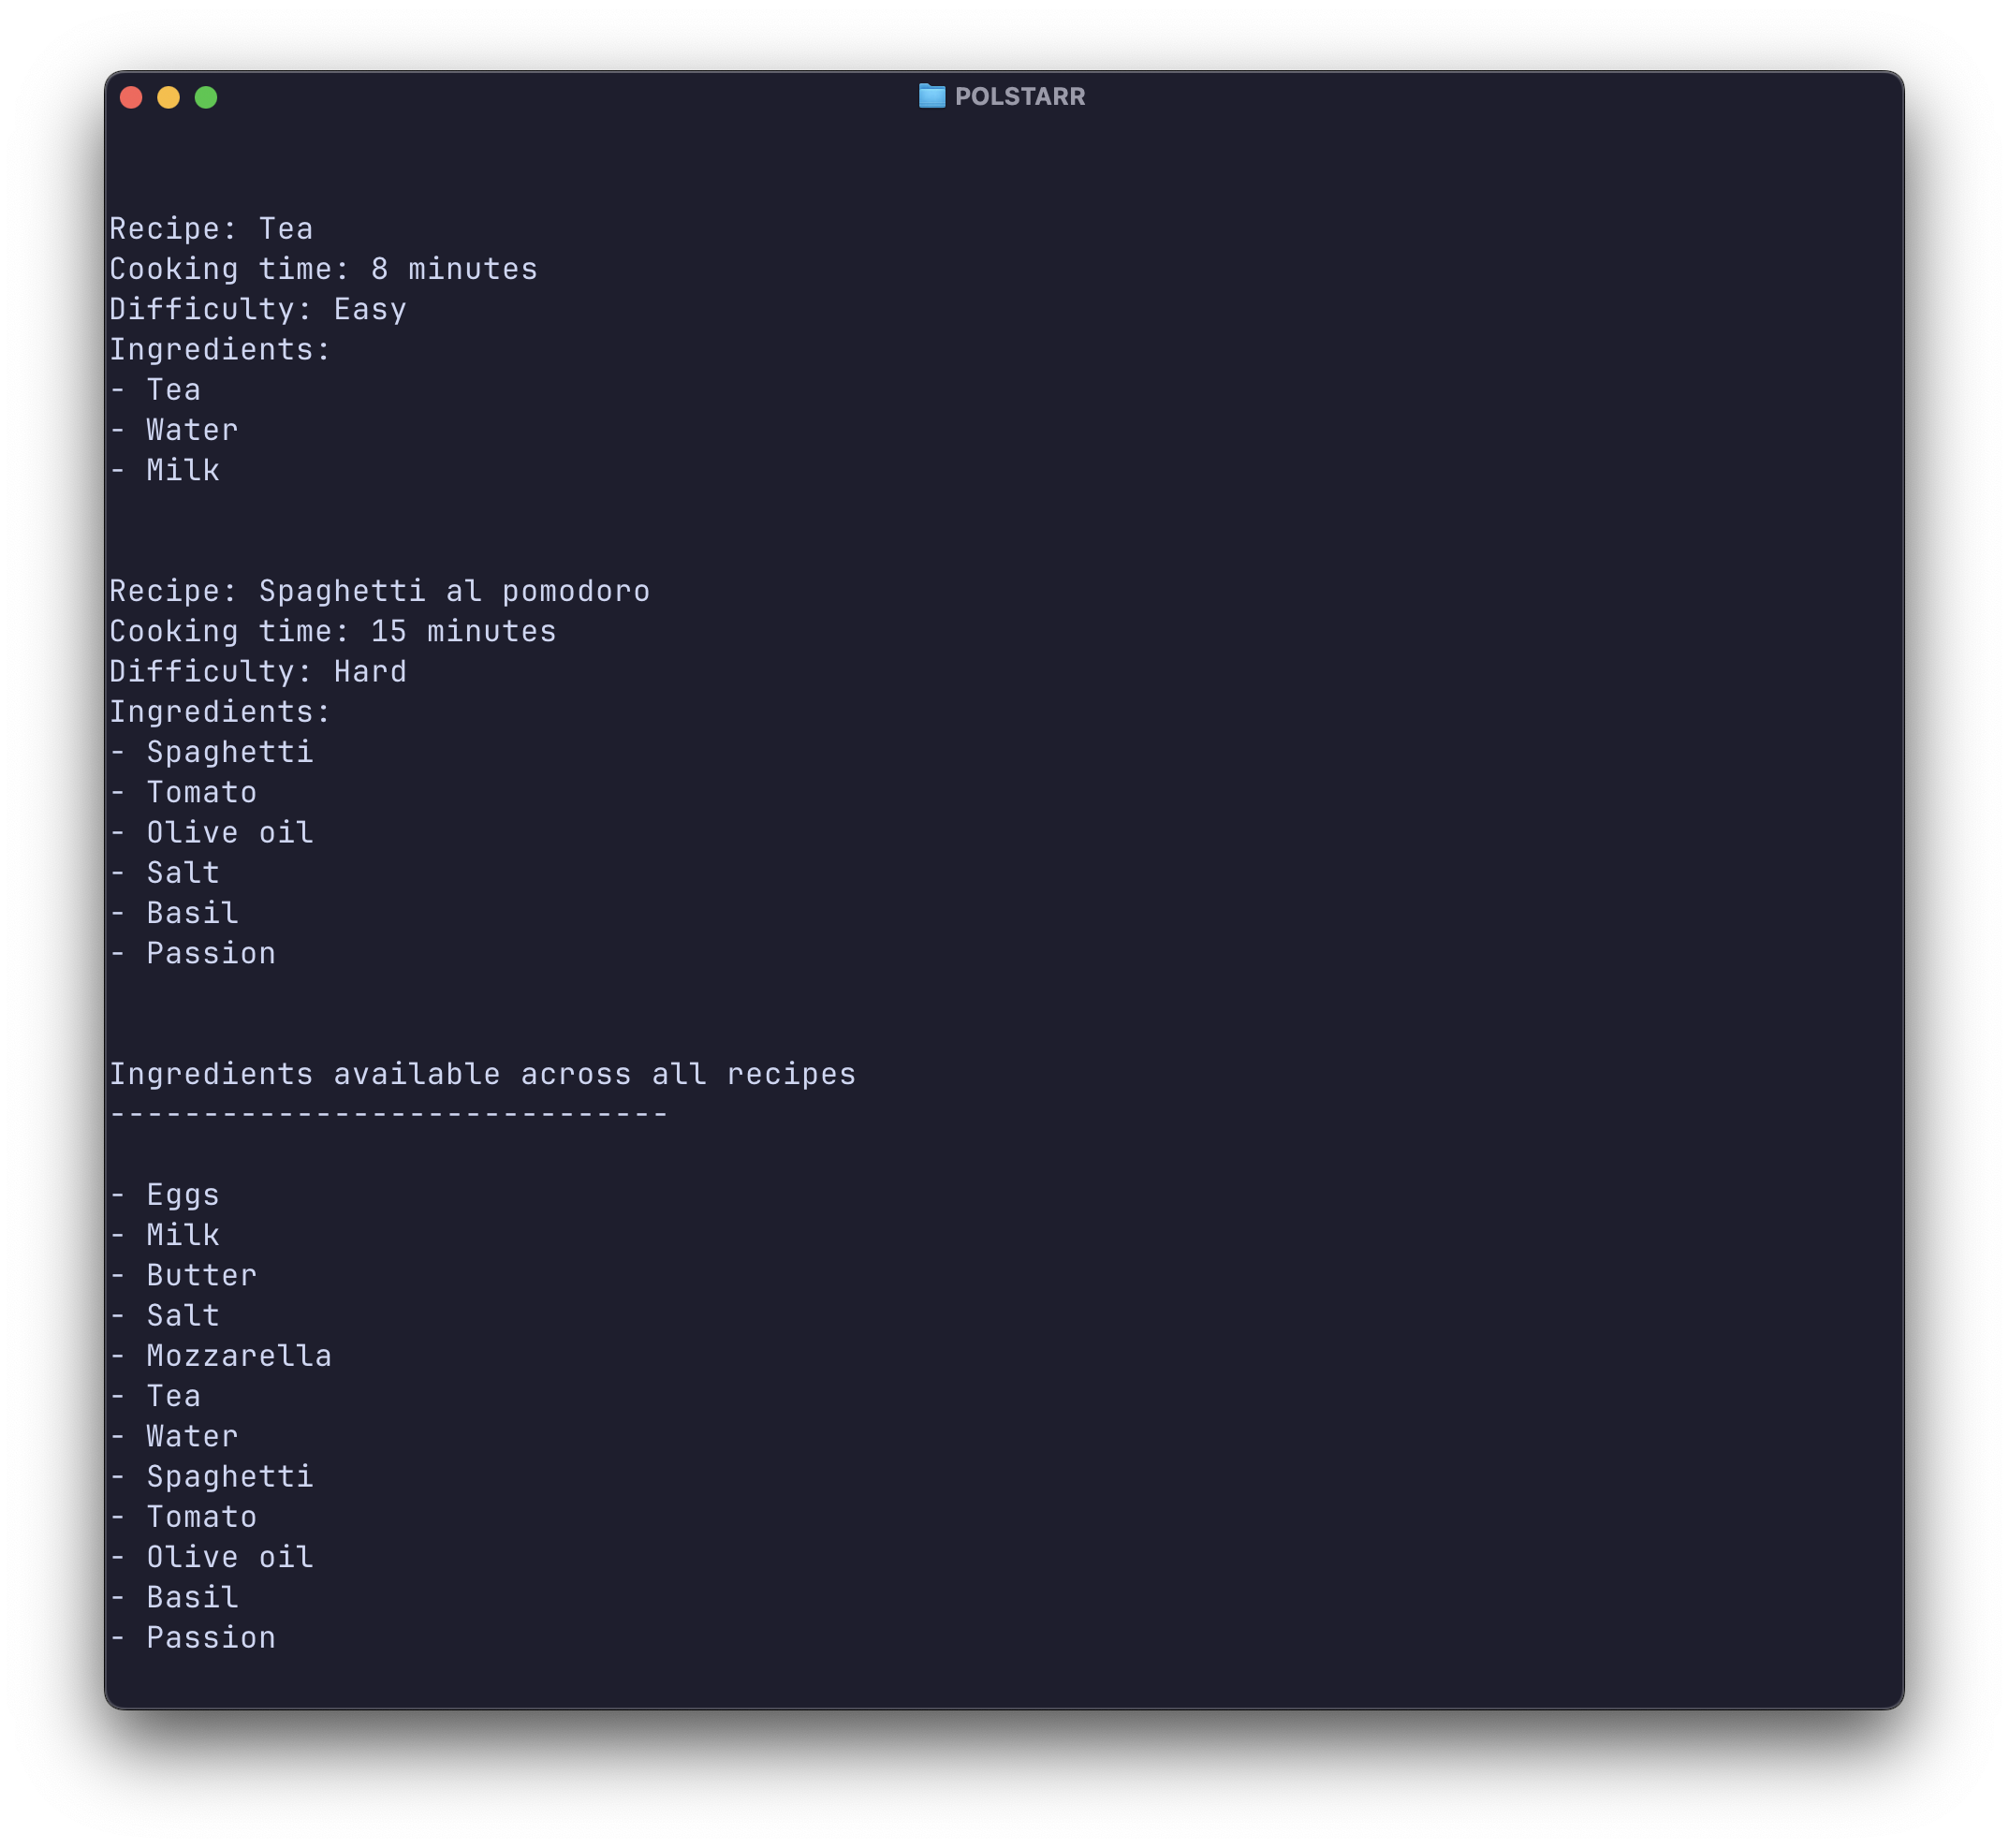 POLSTARR
Recipe: Tea
Cooking time: 8 minutes
Difficulty: Easy
Ingredients:
- Tea
- Water
- Milk
Recipe: Spaghetti al pomodoro
Cooking time: 15 minutes
Difficulty: Hard
Ingredients:
- Spaghetti
- Tomato
- Olive oil
- Salt
- Basil
- Passion
Ingredients available across all recipes
------------------------------
- Eggs
- Milk
- Butter
- Salt
- Mozzarella
- Tea
- Water
- Spaghetti
- Tomato
- Olive oil
- Basil
- Passion